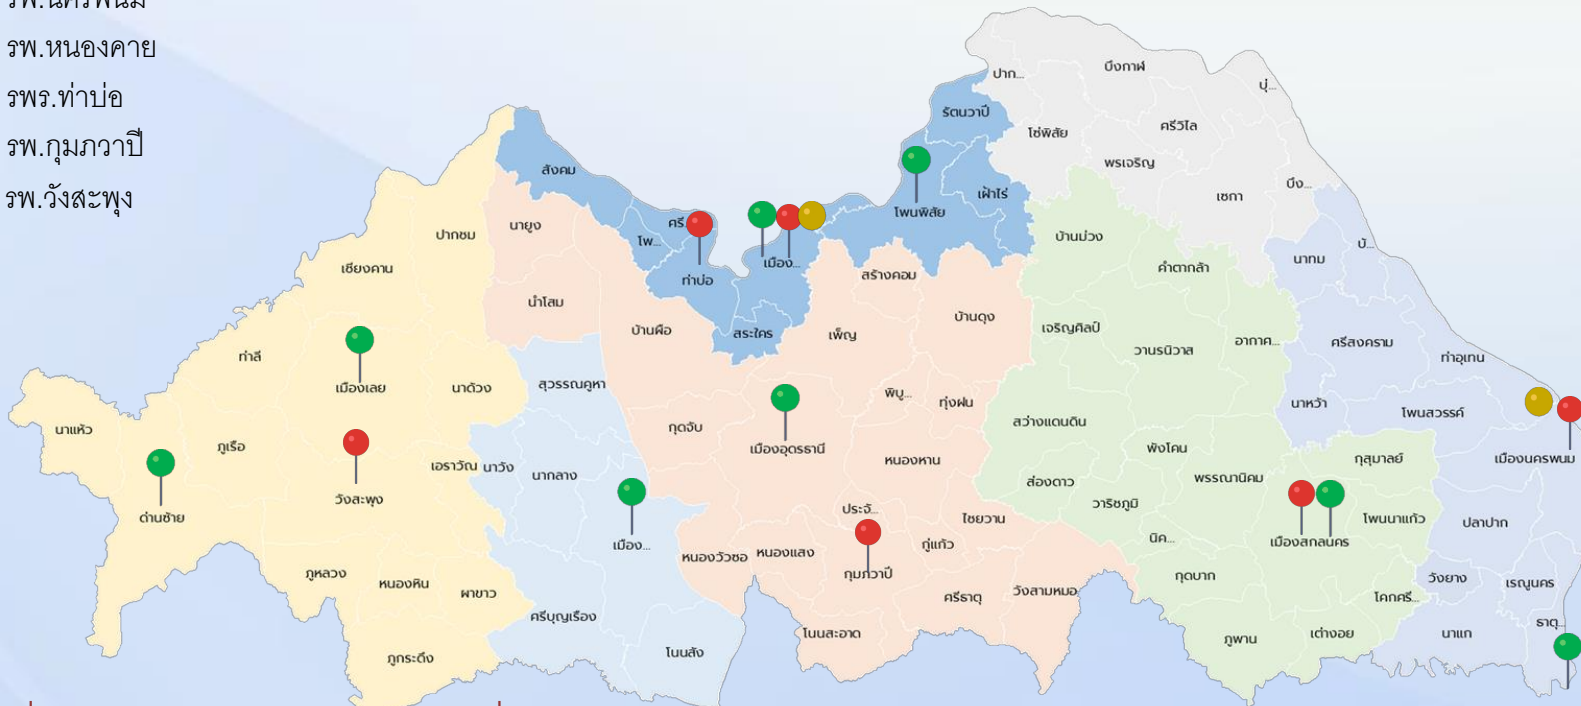 รพ.นครพนม
รพ.หนองคาย
รพร.ท่าบ่อ
รพ.กุมภวาปี
รพ.วังสะพุง
ปาก...
บึงกาฬ
บุ่...
รัตนวาปี
โซ่พิสัย
ศรีวิไล
พรเจริญ
สังคม
เฝ้าไร่
เซกา
บึง...
โพนพิสัย
นายูง
ศรี...
ปากชม
โพ...
บ้านม่วง
บ้...
เชียงคาน
เมือง...
นาทม
คำตากล้า
ท่าบ่อ
สร้างคอม
น้ำโสม
บ้านดุง
บ้านผือ
สระใคร
เพ็ญ
เจริญศิลป์
อากาศ...
ศรีสงคราม
วานรนิวาส
ท่าลี่
ท่าอุเทน
เมืองเลย
นาด้วง
สุวรรณคูหา
พิบู...
ทุ่งฝน
นาหว้า
โพนสวรรค์
สว่างแดนดิน
นาแห้ว
กุดจับ
ภูเรือ
เมืองอุดรธานี
พังโคน
หนองหาน
กุสุมาลย์
เมืองนครพนม
เอราวัณ
นาวัง
นากลาง
พรรณานิคม
ส่องดาว
วังสะพุง
วาริชภูมิ
ด่านซ้าย
ประจั...
ไชยวาน
โพนนาแก้ว
ปลาปาก
เมือง...
กู่แก้ว
นิค...
เมืองสกลนคร
หนองวัวซอ
หนองแสง
ภูหลวง
กุมภวาปี
กุดบาก
วังยาง
หนองหิน
เรณูนคร
ผาขาว
วังสามหมอ
ศรีธาตุ
โคกศรี...
ศรีบุญเรือง
ธาตุ...
โนนสะอาด
เต่างอย
นาแก
ภูพาน
โนนสัง
ภูกระดึง